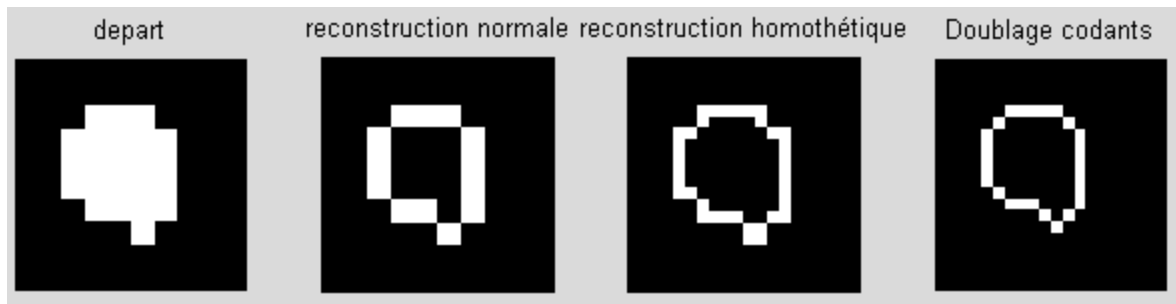 depart
reconstruction normale
reconstruction homothétique
Doublage codants